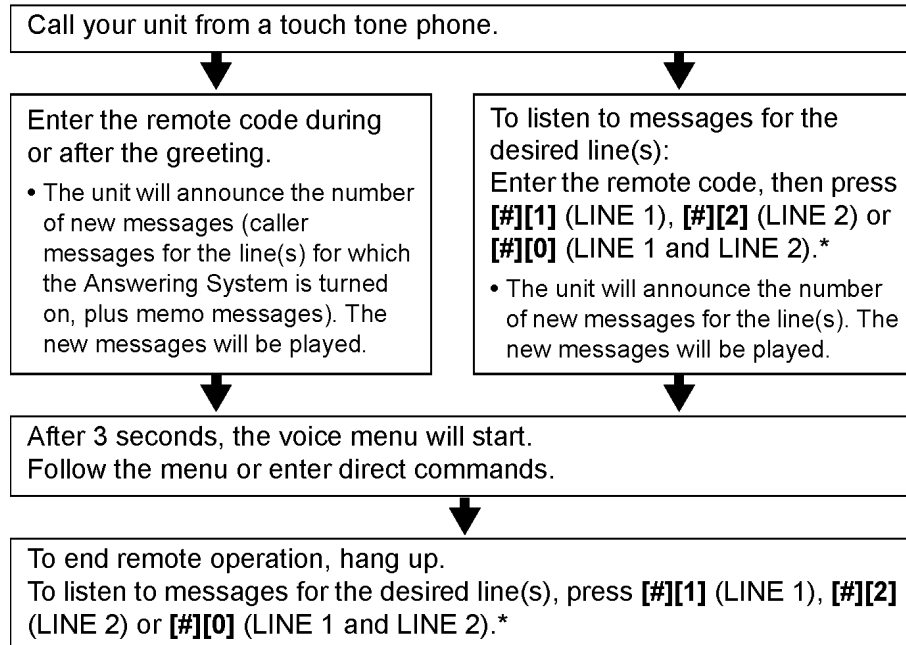 Call your unit from a touch tone phone.
Enter the remote code during
or after the greeting.
• The unit will announce the number
of new messages (caller
messages for the line(s) for which
the Answering System is turned
on, plus memo messages). The
new messages will be played.
To listen to messages for the
desired line(s):
Enter the remote code, then press
[#][1] (LINE 1), [#][2] (LINE 2) or
[#][0] (LINE 1 and LINE 2).*
• The unit will announce the number
of new messages for the line(s). The
new messages will be played.
After 3 seconds, the voice menu will start.
Follow the menu or enter direct commands.
To end remote operation, hang up.
To listen to messages for the desired line(s), press [#][1] (LINE 1), [#][2]
(LINE 2) or [#][0] (LINE 1 and LINE 2).*